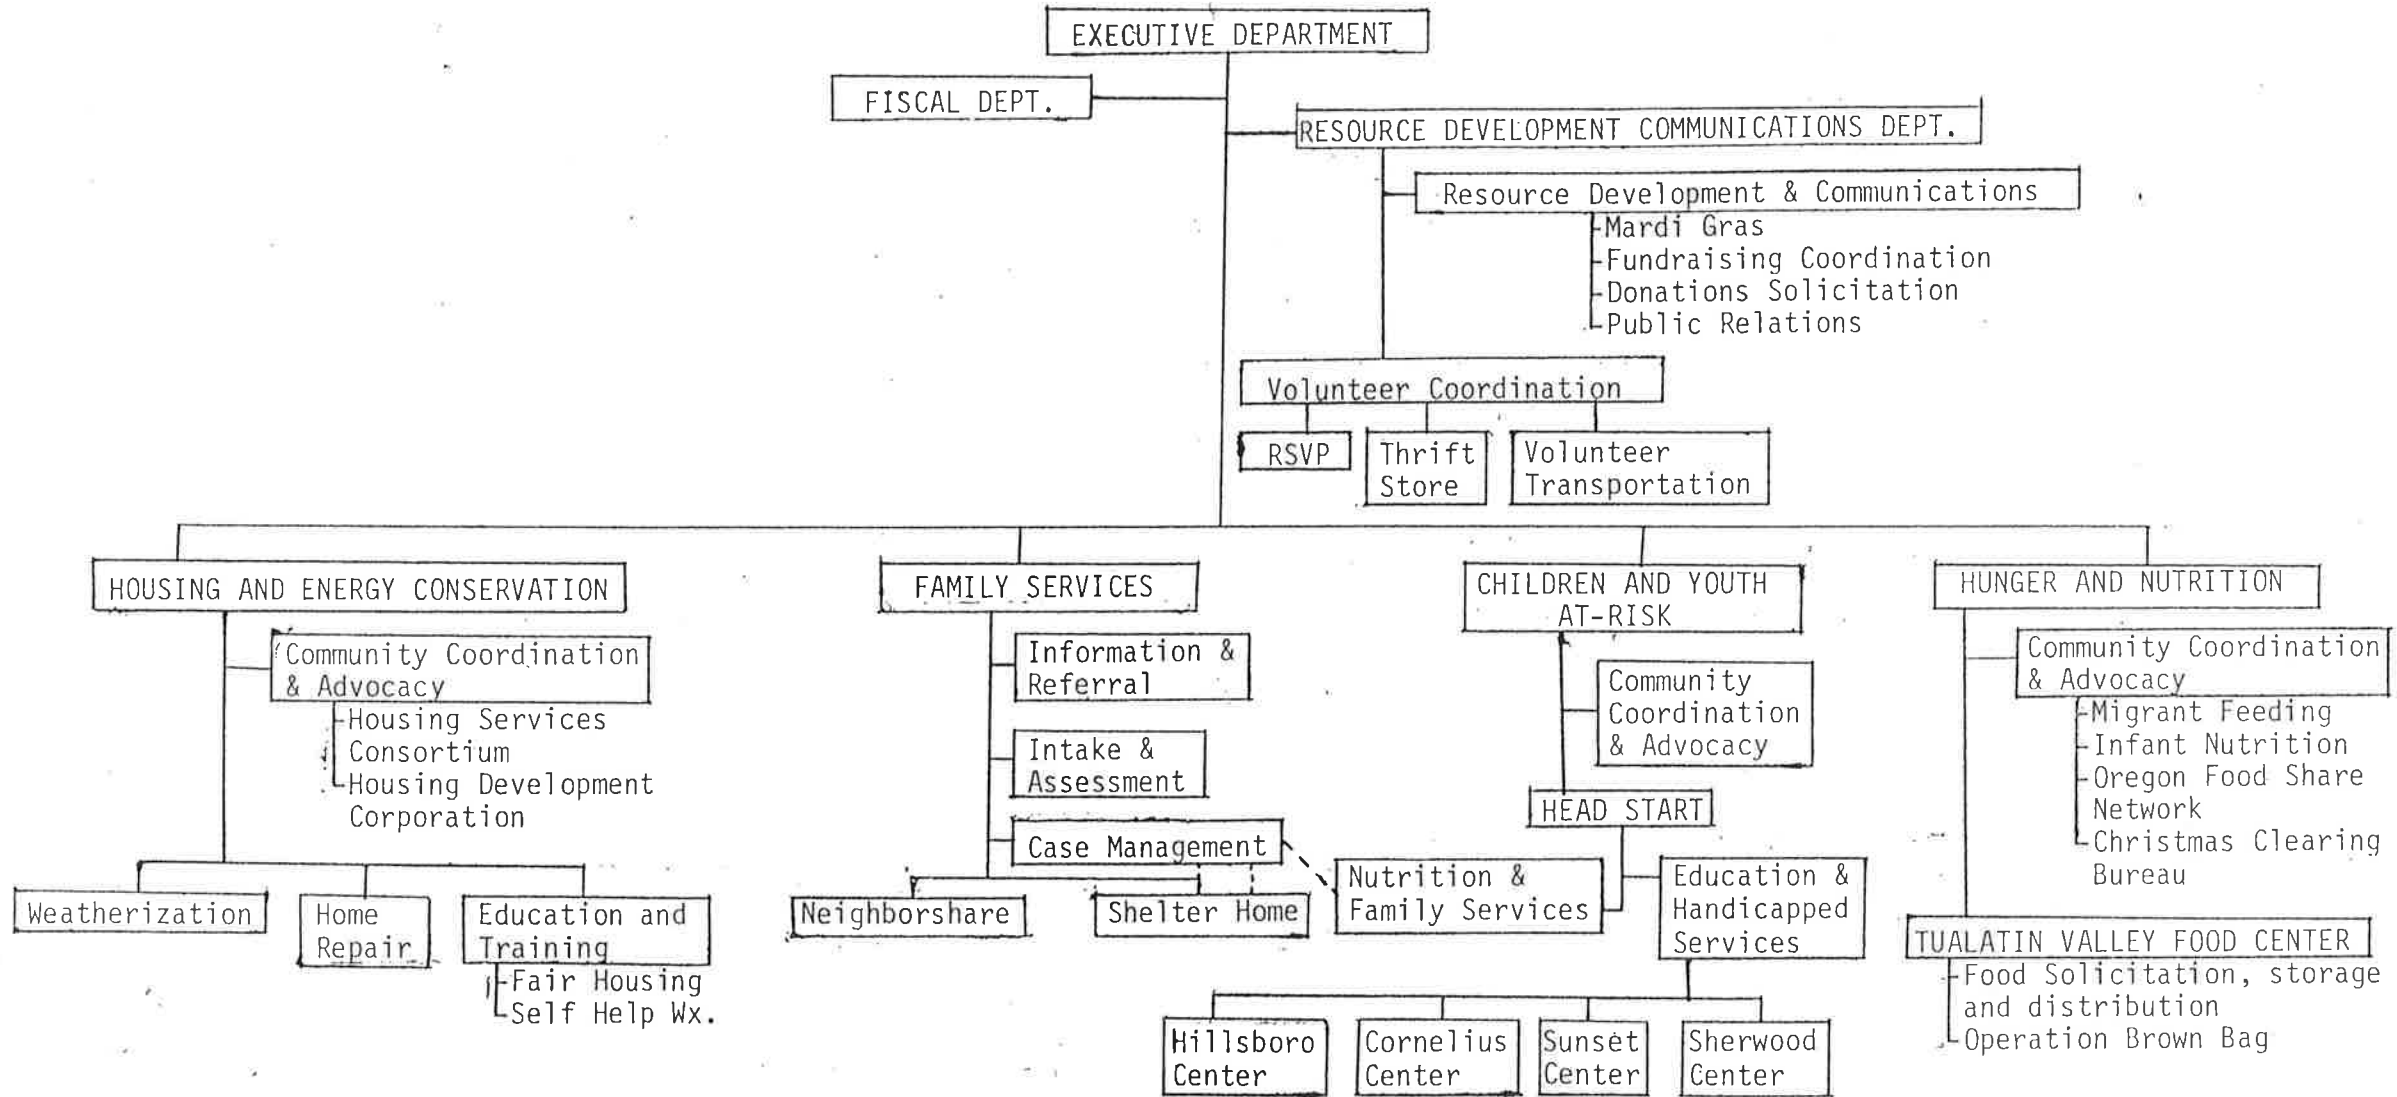 EXECUTIVE DEPARTMENT
FISCAL DEPT.
RESOURCE DEVELOPMENT COMMUNICATIONS DEPT.
Resource Development & Communications
Mardi Gras
Fundraising Coordination
Donations Solicitation
Public Relations
Volunteer Coordination
RSVP
Thrift
Store
Volunteer
Transportation
HOUSING AND ENERGY CONSERVATION
Community Coordination
& Advocacy
Housing Services
Consortium
Housing Development
Corporation
Weatherization
Home
Repair
Education and
Training
Fair Housing
Self Help Wx.
FAMILY SERVICES
Information &
Referral
Intake &
Assessment
Case Management
Neighborshare
Shelter Home
CHILDREN AND YOUTH
AT-RISK
Community
Coordination
& Advocacy
HEAD START
Nutrition &
Family Services
Education &
Handicapped
Services
Hillsboro
Center
Cornelius
Center
Sunset
Center
Sherwood
Center
HUNGER AND NUTRITION
Community Coordination
& Advocacy
Migrant Feeding
Infant Nutrition
Oregon Food Share
Network
Christmas Clearing
Bureau
TUALATIN VALLEY FOOD CENTER
Food Solicitation, storage
and distribution
Operation Brown Bag